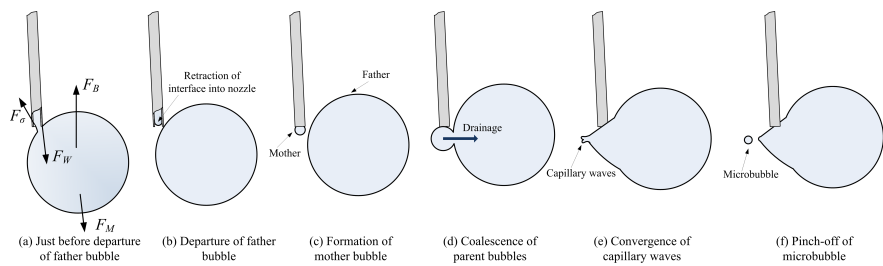 F_σ
F_B
F_W
F_M
(a) Just before departure
of father bubble
Retraction of
interface into nozzle
(b) Departure of father
bubble
Father
Mother
(c) Formation of
mother bubble
Drainage
(d) Coalescence of
parent bubbles
Capillary waves
(e) Convergence of
capillary waves
Microbubble
(f) Pinch-off of
microbubble